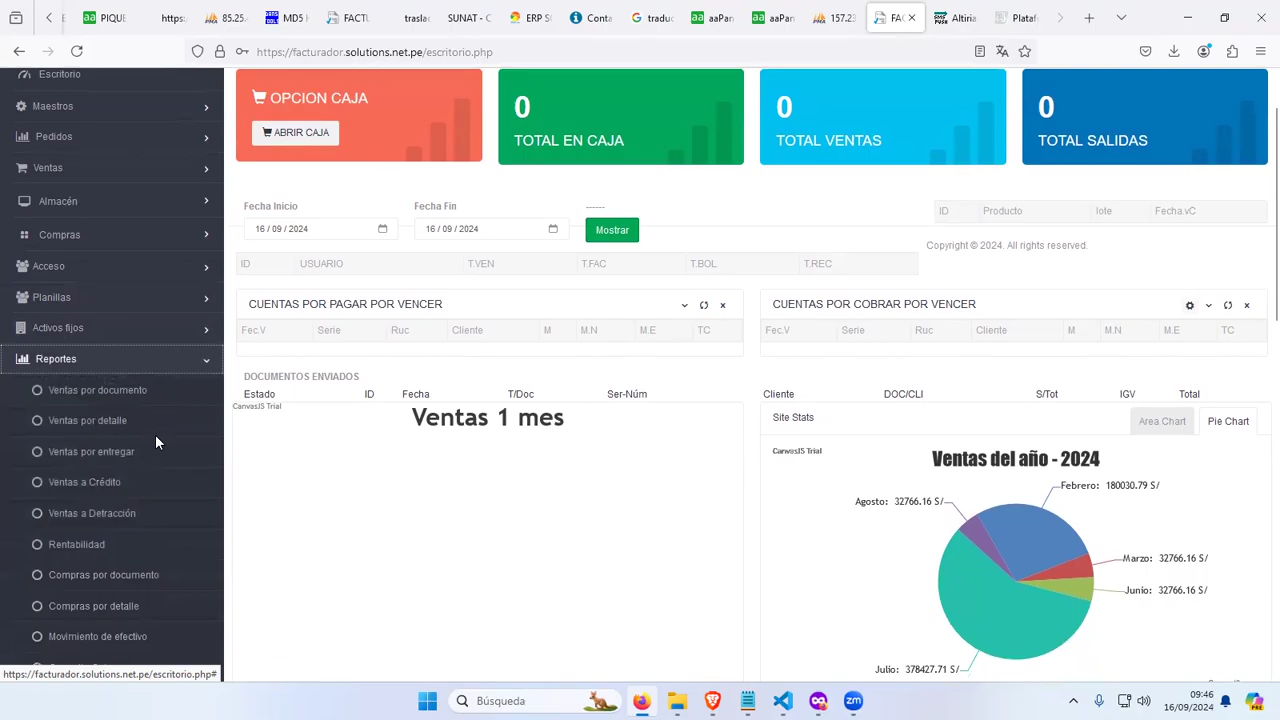 PIQUE
https:
85.25.
MD5 H
FACTU
traslac
SUNAT - C
ERP S
Conta
traduc
aaPan
aaPan
157.23
FAC
Altiria
Plataf
https://facturador.solutions.net.pe/escritorio.php
Escritorio
Maestros
Pedidos
Ventas
Almacén
Compras
Acceso
Planillas
Activos fijos
Reportes
Ventas por documento
Ventas por detalle
Ventas por entregar
Ventas a Crédito
Ventas a Detracción
Rentabilidad
Compras por documento
Compras por detalle
Movimiento de efectivo
https://facturador.solutions.net.pe/escritorio.php#
OPCION CAJA
ABRIR CAJA
0
TOTAL EN CAJA
0
TOTAL VENTAS
0
TOTAL SALIDAS
Fecha Inicio
Fecha Fin
------
16 / 09 / 2024
16 / 09 / 2024
Mostrar
ID Producto lote Fecha.vC
Copyright © 2024. All rights reserved.
ID USUARIO T.VEN T.FAC T.BOL T.REC
CUENTAS POR PAGAR POR VENCER
Fec.V Serie Ruc Cliente M M.N M.E TC
CUENTAS POR COBRAR POR VENCER
Fec.V Serie Ruc Cliente M M.N M.E TC
DOCUMENTOS ENVIADOS
Estado ID Fecha T/Doc Ser-Núm Cliente DOC/CLI S/Tot IGV Total
CanvasJS Trial
Ventas 1 mes
Site Stats
Area Chart
Pie Chart
CanvasJS Trial
Ventas del año - 2024
Febrero: 180030.79 S/
Agosto: 32766.16 S/
Marzo: 32766.16 S/
Junio: 32766.16 S/
Julio: 378427.71 S/
Búsqueda
09:46
16/09/2024